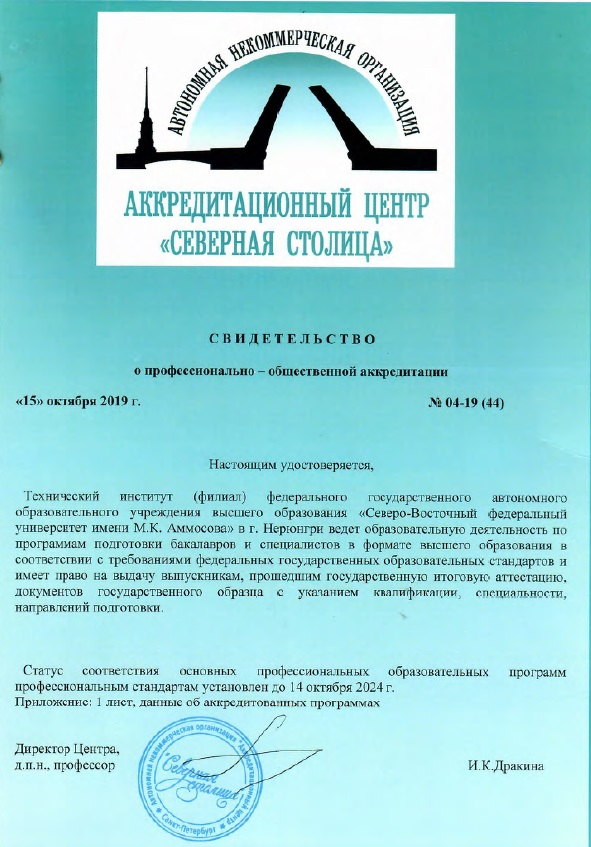 АВТОНОМНАЯ НЕКОММЕРЧЕСКАЯ ОРГАНИЗАЦИЯ
АККРЕДИТАЦИОННЫЙ ЦЕНТР
«СЕВЕРНАЯ СТОЛИЦА»
С В И Д Е Т Е Л Ь С Т В О
о профессионально – общественной аккредитации
«15» октября 2019 г. № 04-19 (44)
Настоящим удостоверяется,
Технический институт (филиал) федерального государственного автономного
образовательного учреждения высшего образования «Северо-Восточный федеральный
университет имени М.К. Аммосова» в г. Нерюнгри ведет образовательную деятельность по
программам подготовки бакалавров и специалистов в формате высшего образования в
соответствии с требованиями федеральных государственных образовательных стандартов и
имеет право на выдачу выпускникам, прошедшим государственную итоговую аттестацию,
документов государственного образца с указанием квалификации, специальности,
направлений подготовки.
Статус соответствия основных профессиональных образовательных программ
профессиональным стандартам установлен до 14 октября 2024 г.
Приложение: 1 лист, данные об аккредитованных программах
Директор Центра,
д.п.н., профессор И.К.Дракина
Автономная некоммерческая организация "Аккредитационный центр
"Северная
столица"
Санкт-Петербург